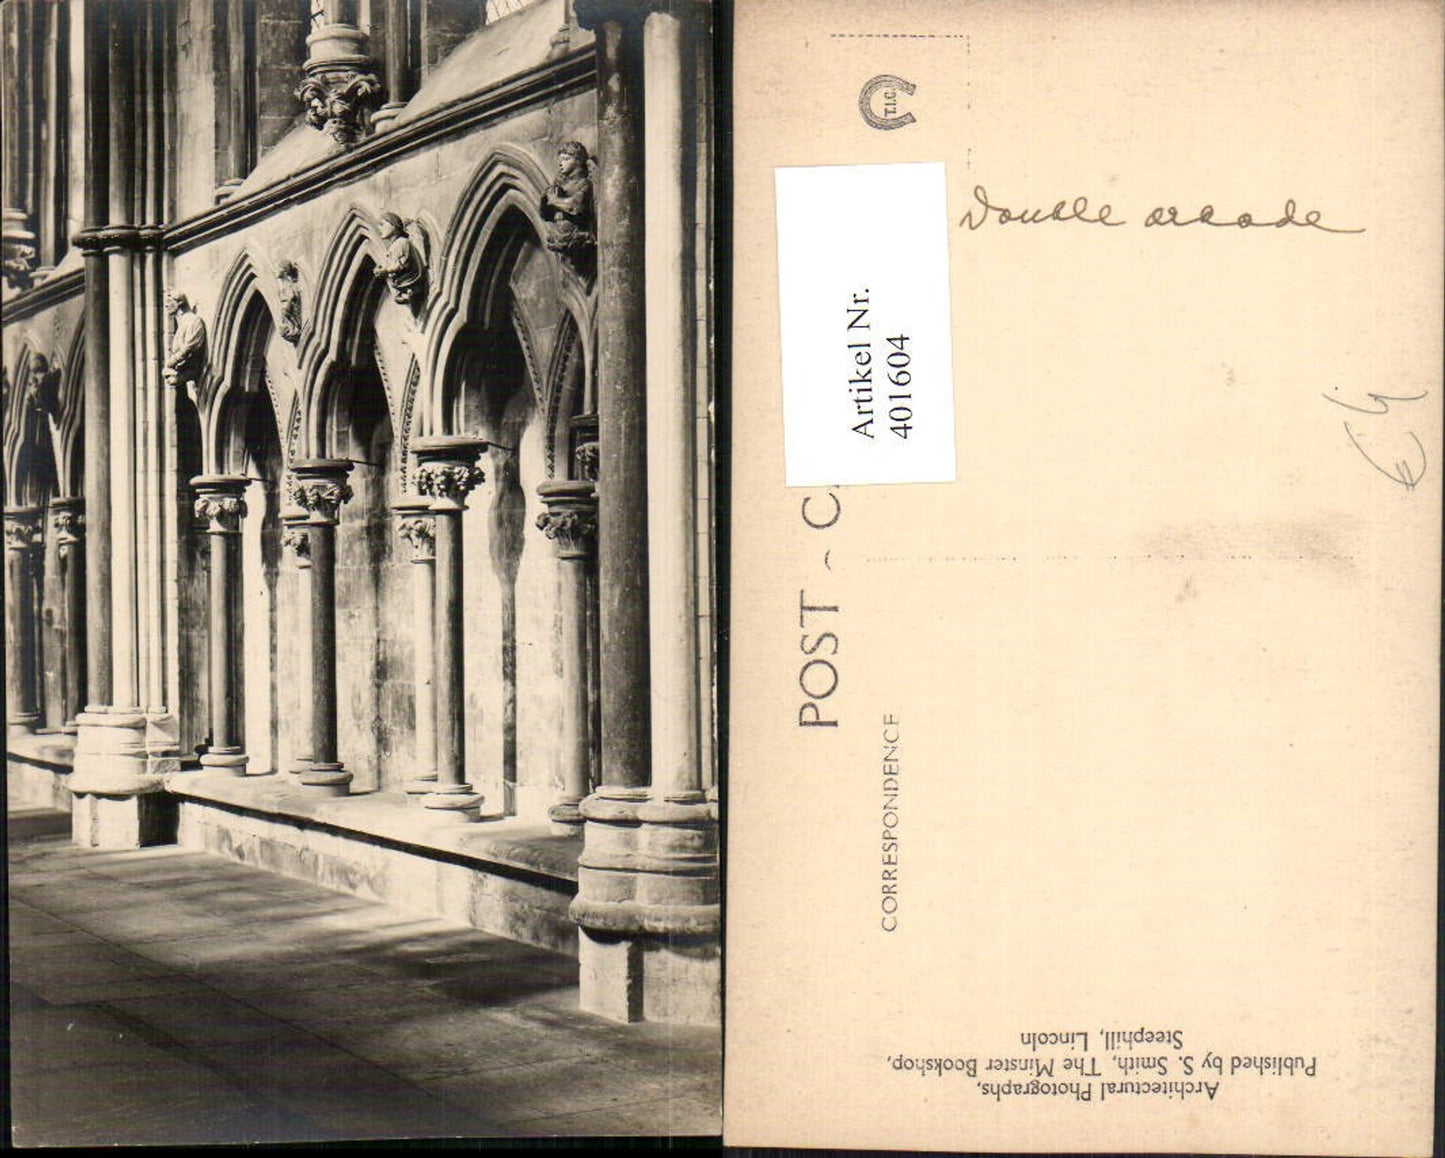 T.I.C.
Double arcade
Artikel Nr.
401604
POST - C
CORRESPONDENCE
Architectural Photographs,
Published by S. Smith, The Minster Bookshop,
Steephill, Lincoln